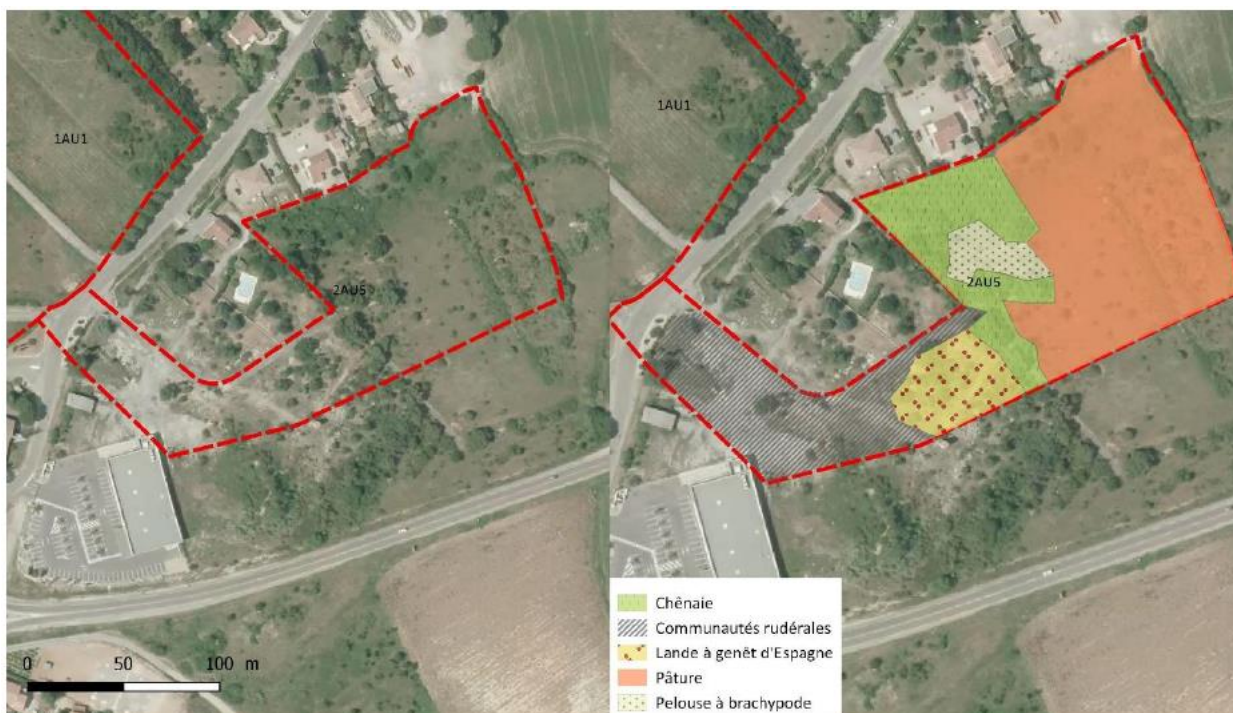 1AU1
2AU5
0 50 100 m
1AU1
2AU5
Chênaie
Communautés rudérales
Lande à genêt d'Espagne
Pâture
Pelouse à brachypode